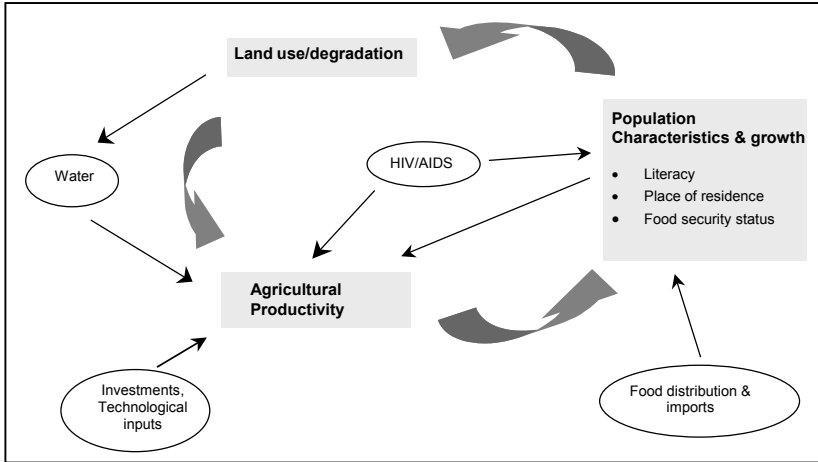 Land use/degradation
Population
Characteristics & growth
• Literacy
• Place of residence
• Food security status
HIV/AIDS
Water
Agricultural
Productivity
Investments,
Technological
inputs
Food distribution &
imports